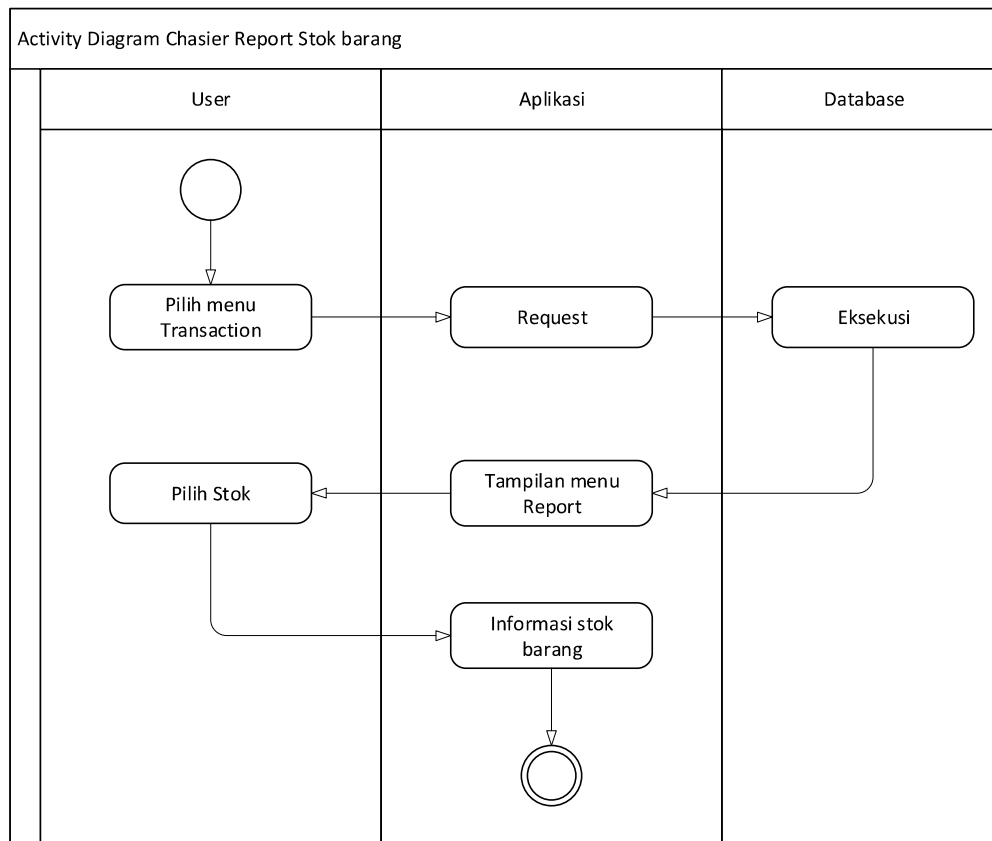 Activity Diagram Chasier Report Stok barang
User
Aplikasi
Database
Pilih menu
Transaction
Request
Eksekusi
Pilih Stok
Tampilan menu
Report
Informasi stok
barang